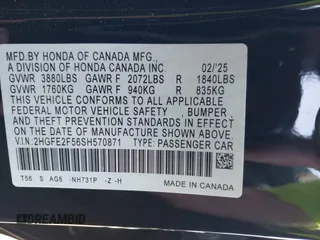 MFD.BY HONDA OF CANADA MFG.
A DIVISION OF HONDA CANADA INC. 02/'25
GVWR 3880LBS GAWR F 2072LBS R 1840LBS
GVWR 1760KG GAWR F 940KG R 835KG
THIS VEHICLE CONFORMS TO ALL APPLICABLE
FEDERAL MOTOR VEHICLE SAFETY, BUMPER,
AND THEFT PREVENTION STANDARDS IN
EFFECT ON THE DATE OF MANUFACTURE
SHOWN ABOVE.
V.I.N. 2HGFE2F56SH570871 TYPE: PASSENGER CAR
T56 S AG6 NH731P -Z -H
MADE IN CANADA
DREAMBID